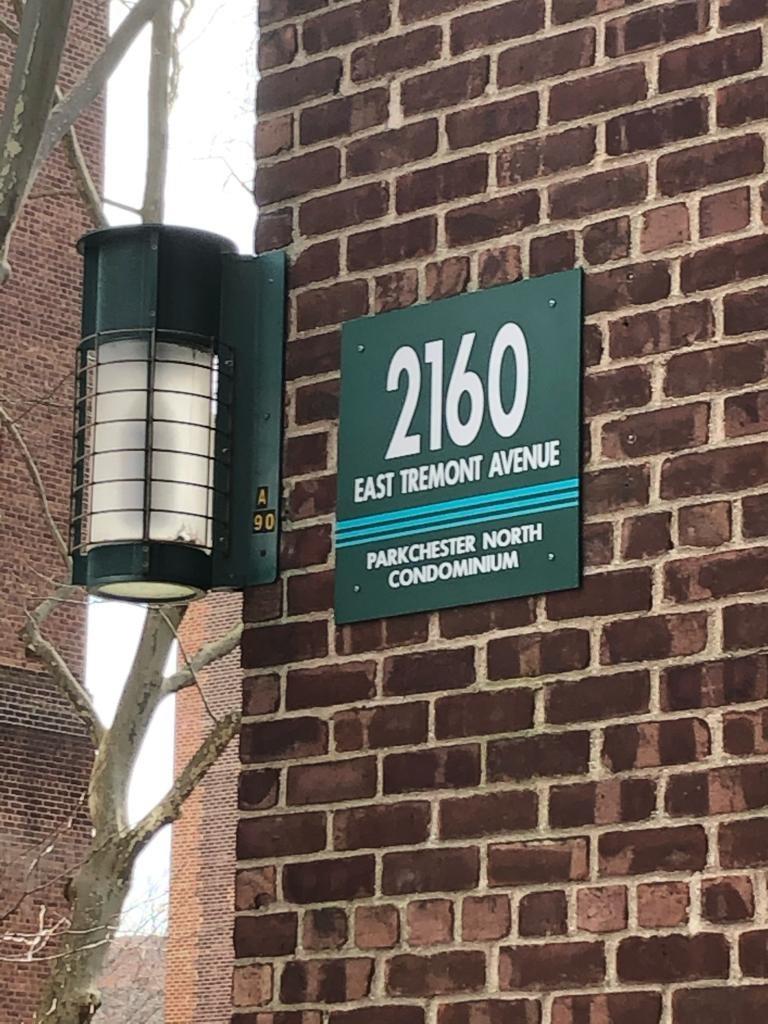 2160
EAST TREMONT AVENUE
PARKCHESTER NORTH
CONDOMINIUM
A
90